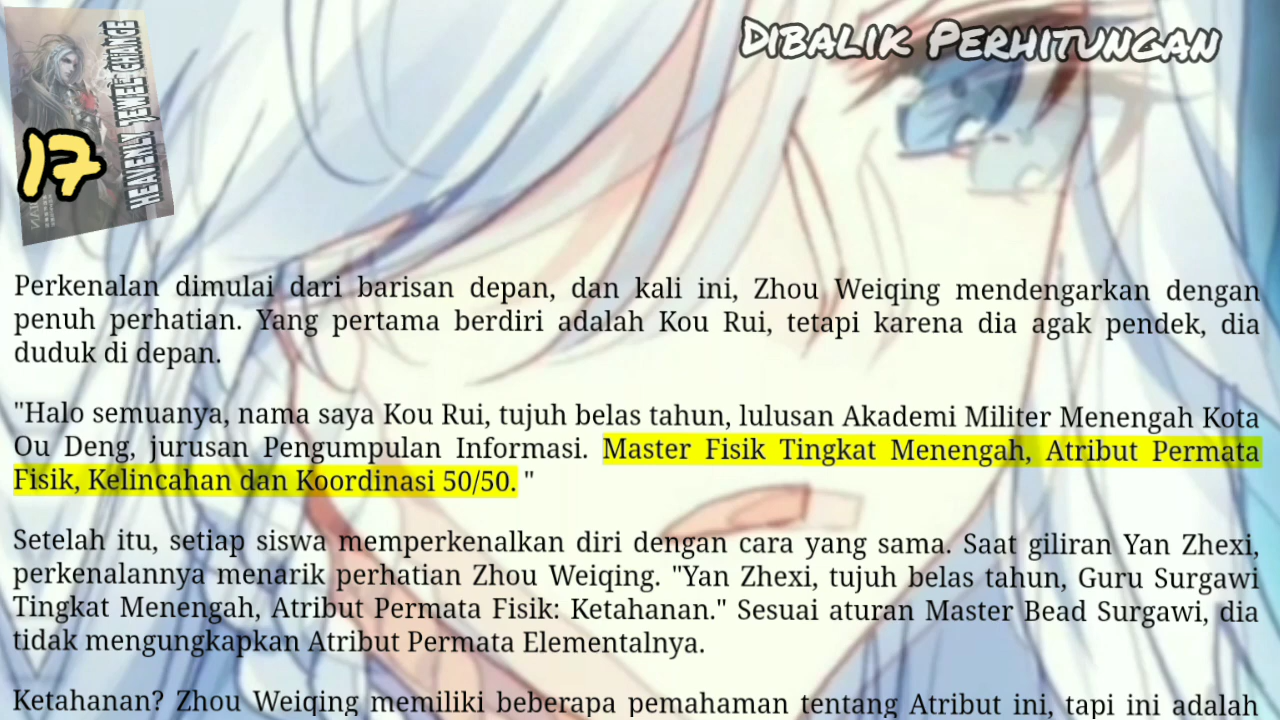 Dibalik Perhitungan
HEAVENLY JEWEL CHANGE
17
Perkenalan dimulai dari barisan depan, dan kali ini, Zhou Weiqing mendengarkan dengan
penuh perhatian. Yang pertama berdiri adalah Kou Rui, tetapi karena dia agak pendek, dia
duduk di depan.
"Halo semuanya, nama saya Kou Rui, tujuh belas tahun, lulusan Akademi Militer Menengah Kota
Ou Deng, jurusan Pengumpulan Informasi. Master Fisik Tingkat Menengah, Atribut Permata
Fisik, Kelincahan dan Koordinasi 50/50. "
Setelah itu, setiap siswa memperkenalkan diri dengan cara yang sama. Saat giliran Yan Zhexi,
perkenalannya menarik perhatian Zhou Weiqing. "Yan Zhexi, tujuh belas tahun, Guru Surgawi
Tingkat Menengah, Atribut Permata Fisik: Ketahanan." Sesuai aturan Master Bead Surgawi, dia
tidak mengungkapkan Atribut Permata Elementalnya.
Ketahanan? Zhou Weiqing memiliki beberapa pemahaman tentang Atribut ini, tapi ini adalah